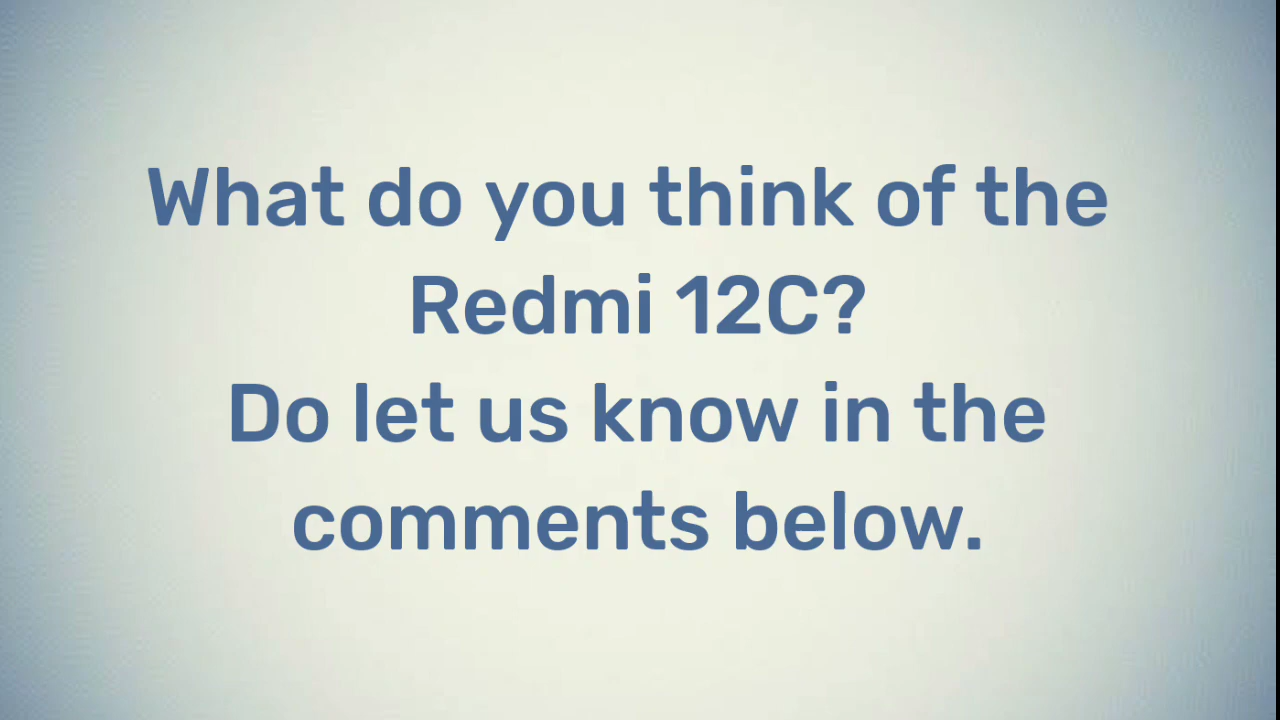 What do you think of the
Redmi 12C?
Do let us know in the
comments below.